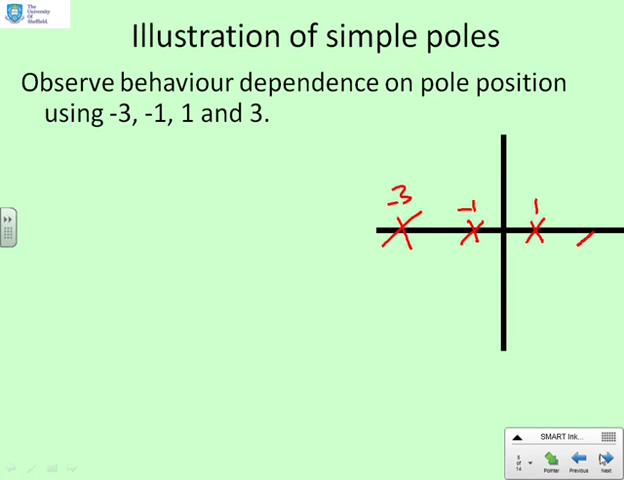 The
University
Of
Sheffield.
Illustration of simple poles
Observe behaviour dependence on pole position
using -3, -1, 1 and 3.
-3
-1
1
SMART Ink...
5
of
14
Pointer
Previous
Next